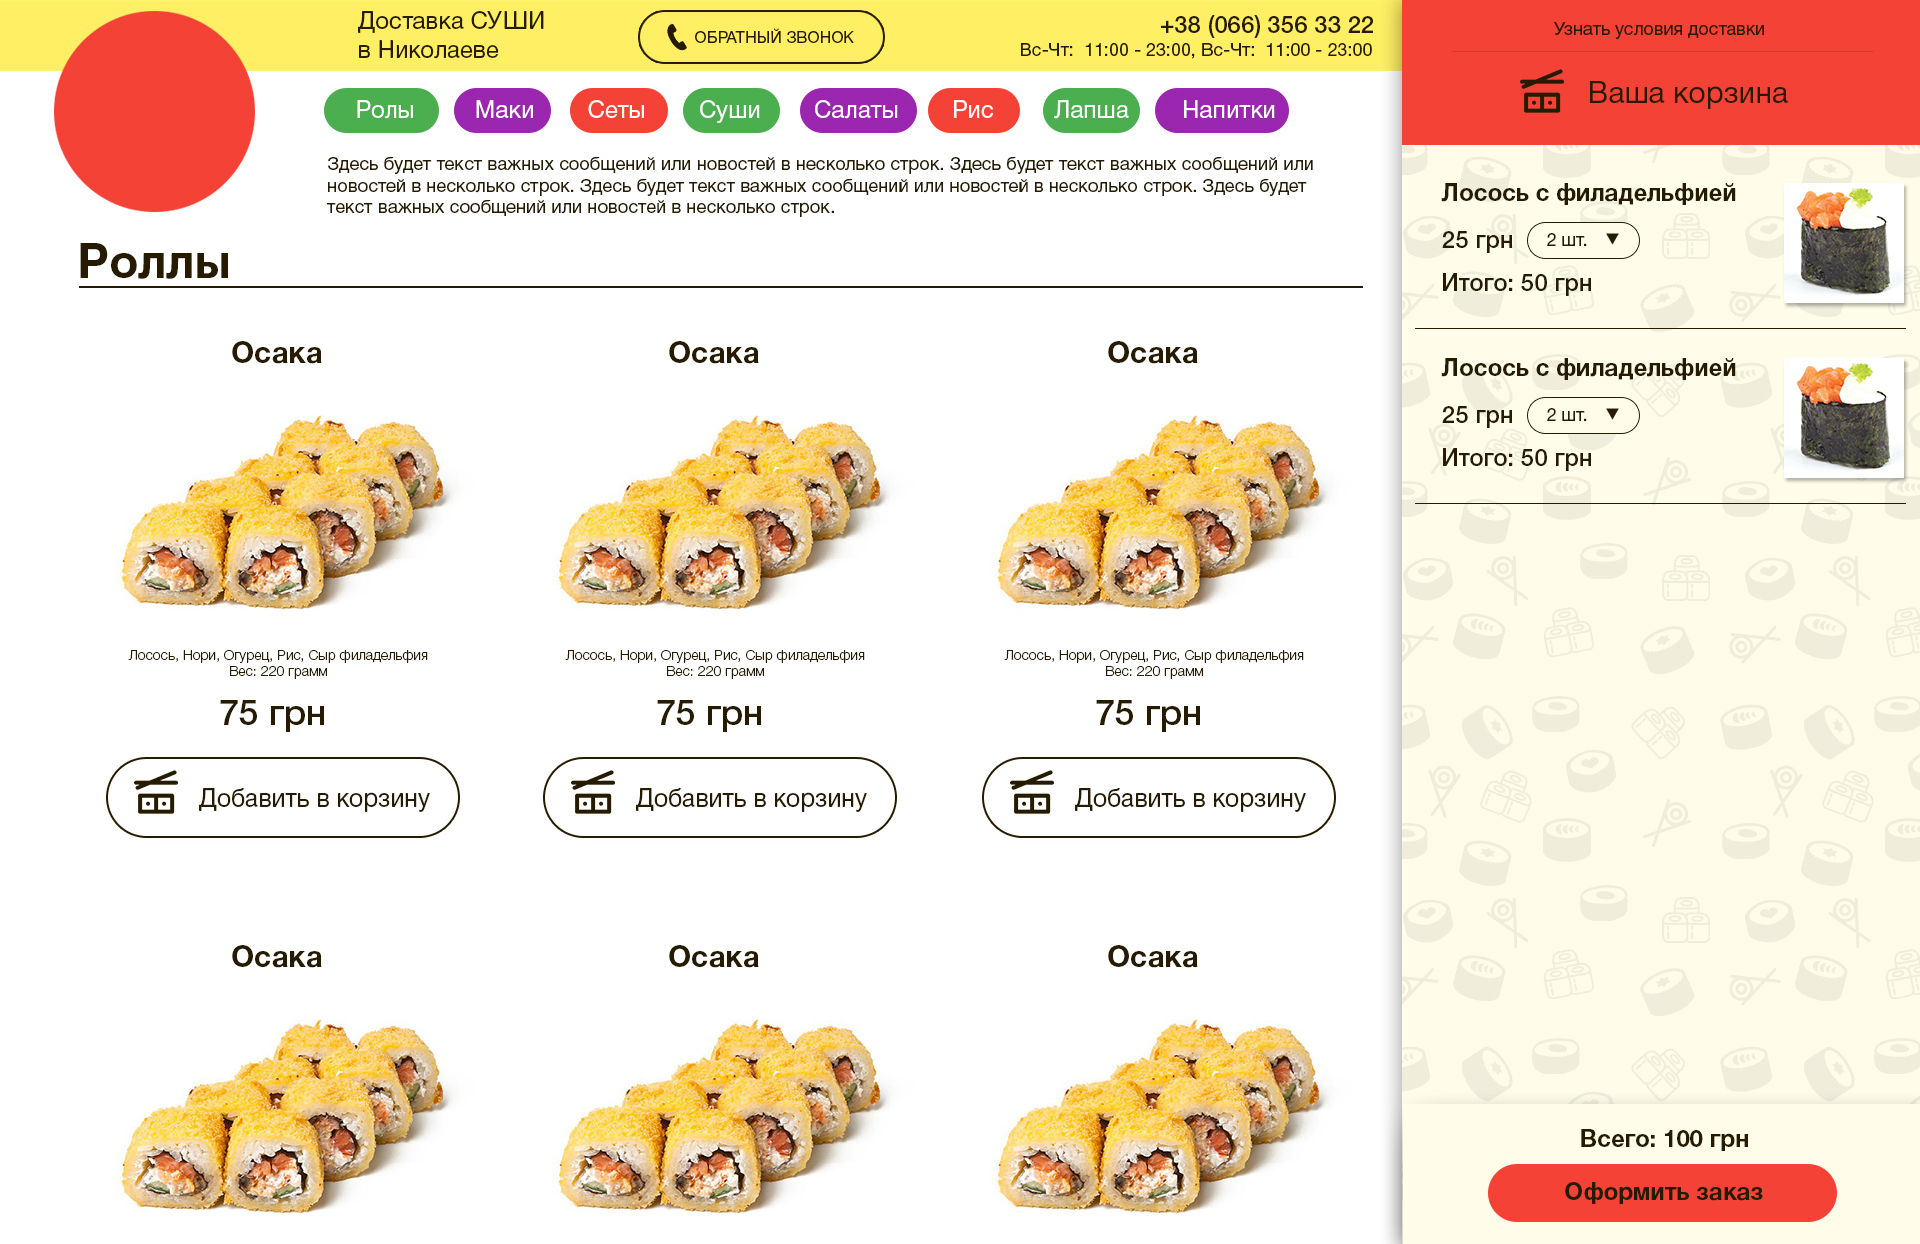 Доставка СУШИ
в Николаеве
ОБРАТНЫЙ ЗВОНОК
+38 (066) 356 33 22
Вс-Чт:  11:00 - 23:00, Вс-Чт:  11:00 - 23:00
Ролы
Маки
Сеты
Суши
Салаты
Рис
Лапша
Напитки
Здесь будет текст важных сообщений или новостей в несколько строк. Здесь будет текст важных сообщений или
новостей в несколько строк. Здесь будет текст важных сообщений или новостей в несколько строк. Здесь будет
текст важных сообщений или новостей в несколько строк.
Роллы
Осака
Лосось, Нори, Огурец, Рис, Сыр филадельфия
Вес: 220 грамм
75 грн
Добавить в корзину
Осака
Лосось, Нори, Огурец, Рис, Сыр филадельфия
Вес: 220 грамм
75 грн
Добавить в корзину
Осака
Лосось, Нори, Огурец, Рис, Сыр филадельфия
Вес: 220 грамм
75 грн
Добавить в корзину
Осака
Осака
Осака
Узнать условия доставки
Ваша корзина
Лосось с филадельфией
25 грн
2 шт. ▼
Итого: 50 грн
Лосось с филадельфией
25 грн
2 шт. ▼
Итого: 50 грн
Всего: 100 грн
Оформить заказ